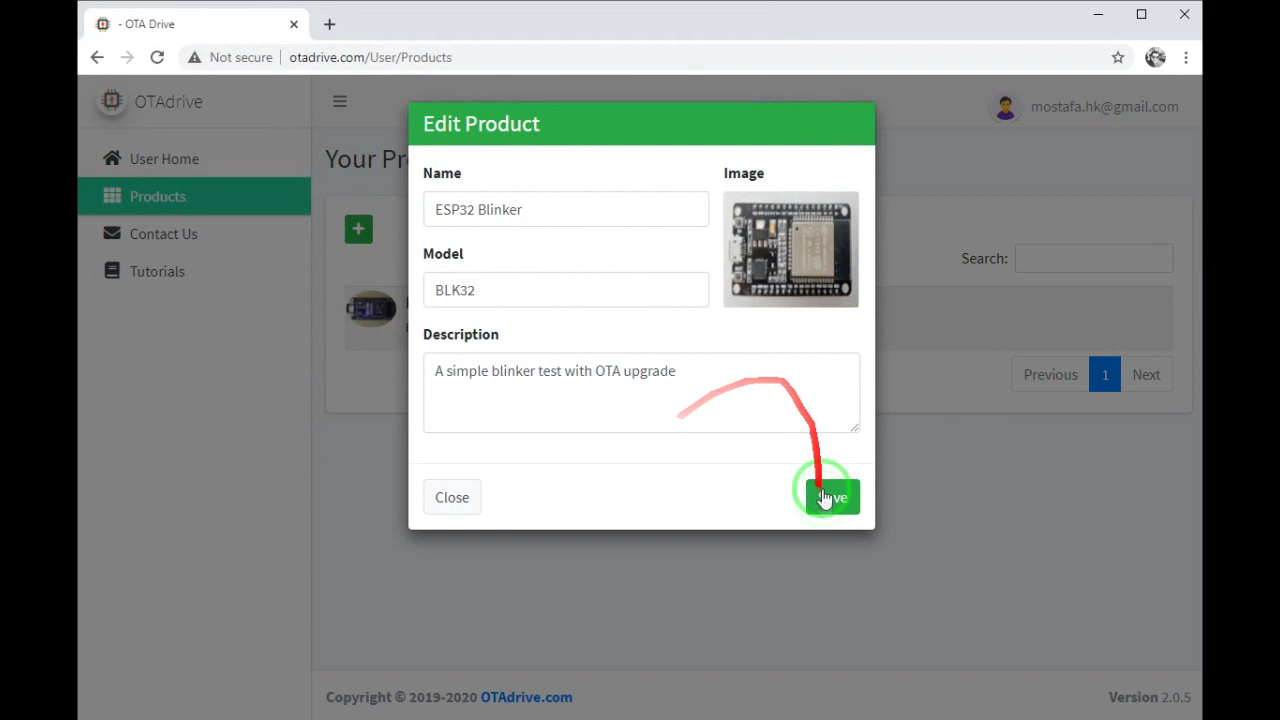 - OTA Drive
Not secure
otadrive.com/User/Products
OTAdrive
mostafa.hk@gmail.com
User Home
Products
Contact Us
Tutorials
Your Pr
Search:
Previous
1
Next
Edit Product
Name
ESP32 Blinker
Model
BLK32
Image
Description
A simple blinker test with OTA upgrade
Close
Copyright © 2019-2020 OTAdrive.com
Version 2.0.5